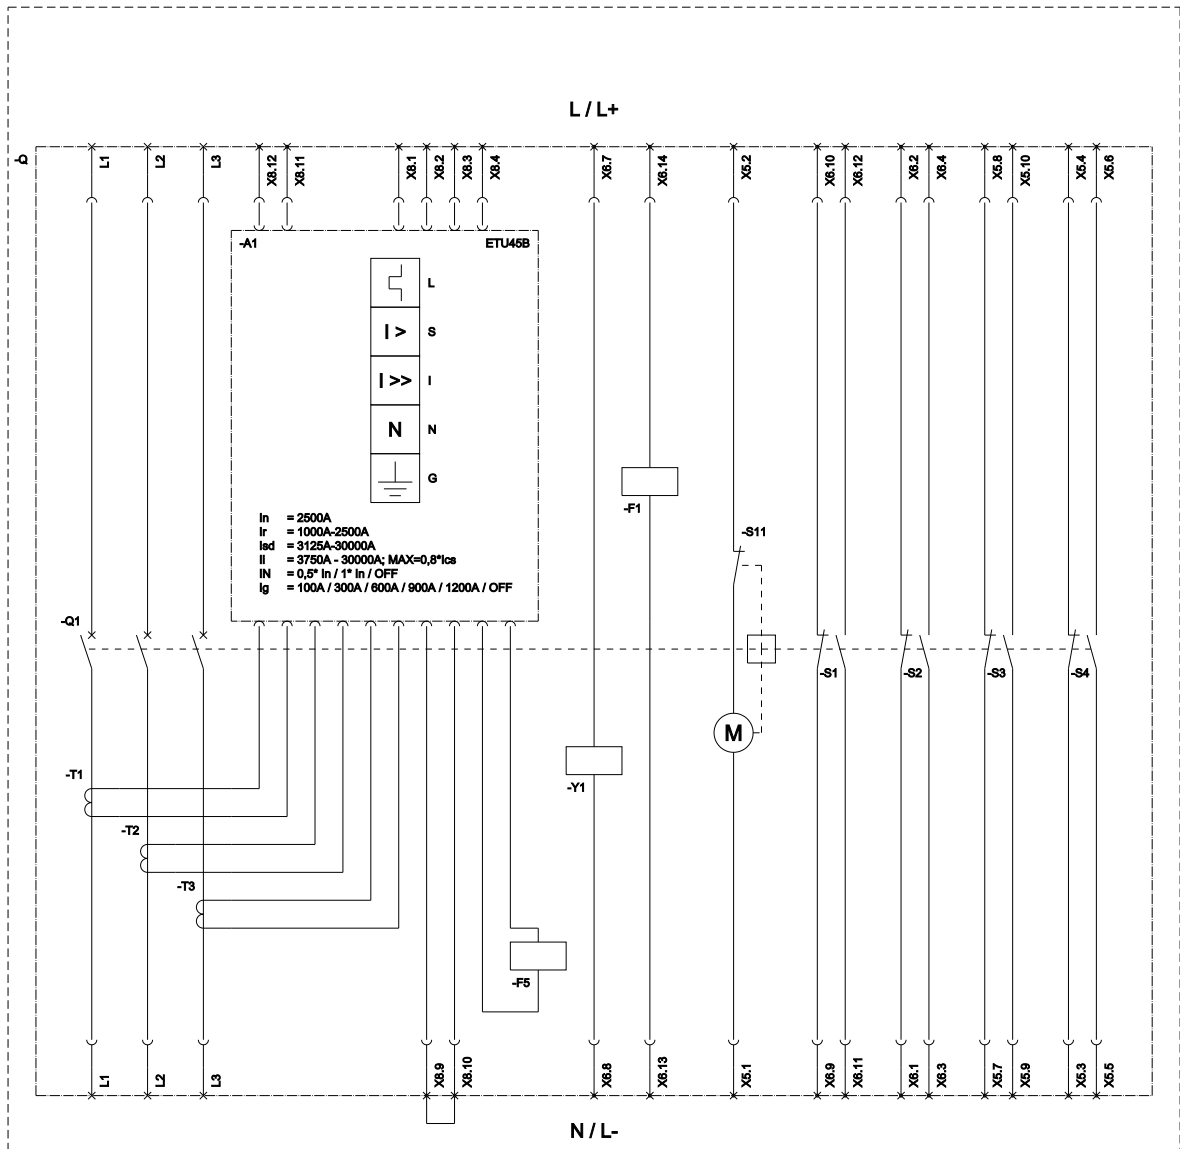 L / L+
-Q
L1
L2
L3
X8.12
X8.11
X8.1
X8.2
X8.3
X8.4
X6.7
X6.14
X5.2
X6.10
X6.12
X6.2
X6.4
X5.8
X5.10
X5.4
X5.6
-A1 ETU45B
L
I > S
I >> I
N N
G
In = 2500A
Ir = 1000A-2500A
Isd = 3125A-30000A
Ii = 3750A - 30000A; MAX=0,8*Ics
IN = 0,5* In / 1* In / OFF
Ig = 100A / 300A / 600A / 900A / 1200A / OFF
-F1
-S11
-Q1
-S1
-S2
-S3
-S4
M
-T1
-Y1
-T2
-T3
-F5
L1
L2
L3
X8.9
X8.10
X6.8
X6.13
X5.1
X6.9
X6.11
X6.1
X6.3
X5.7
X5.9
X5.3
X5.5
N / L-